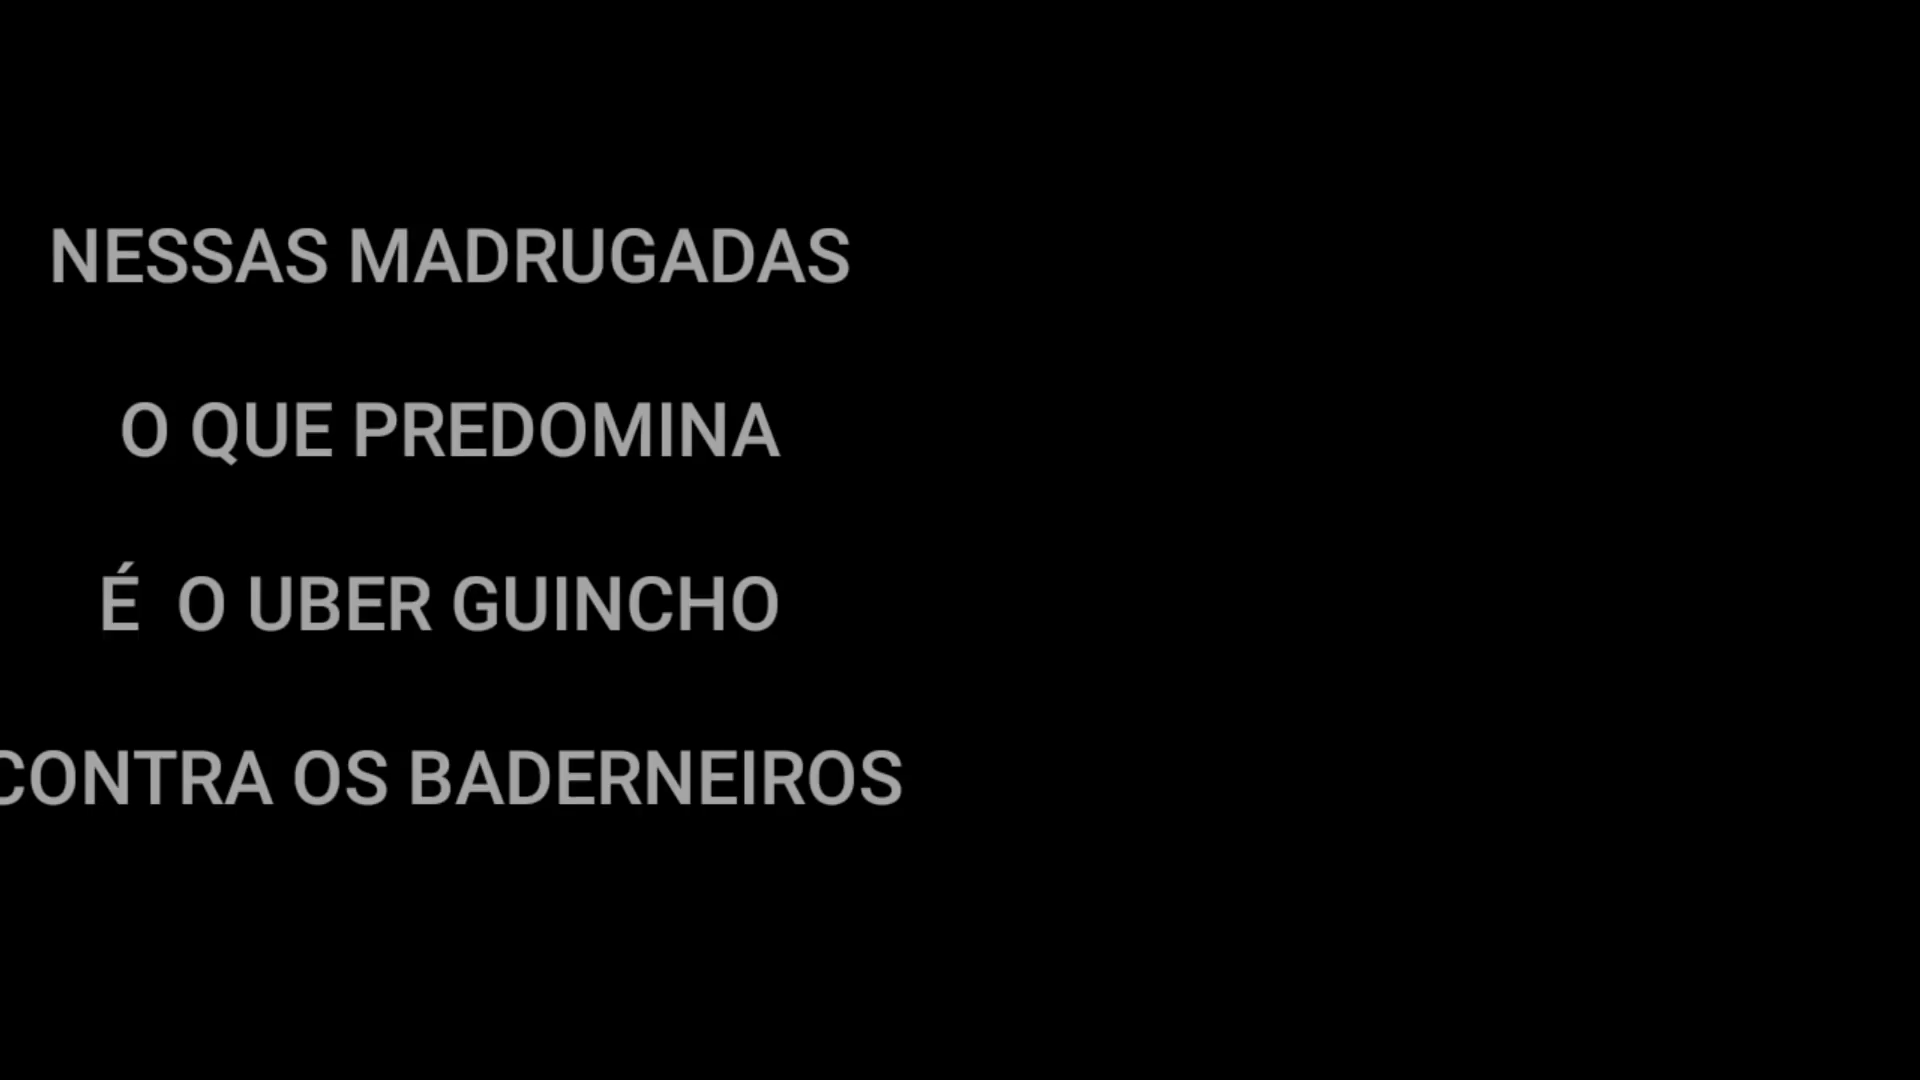 NESSAS MADRUGADAS
O QUE PREDOMINA
É  O UBER GUINCHO
CONTRA OS BADERNEIROS